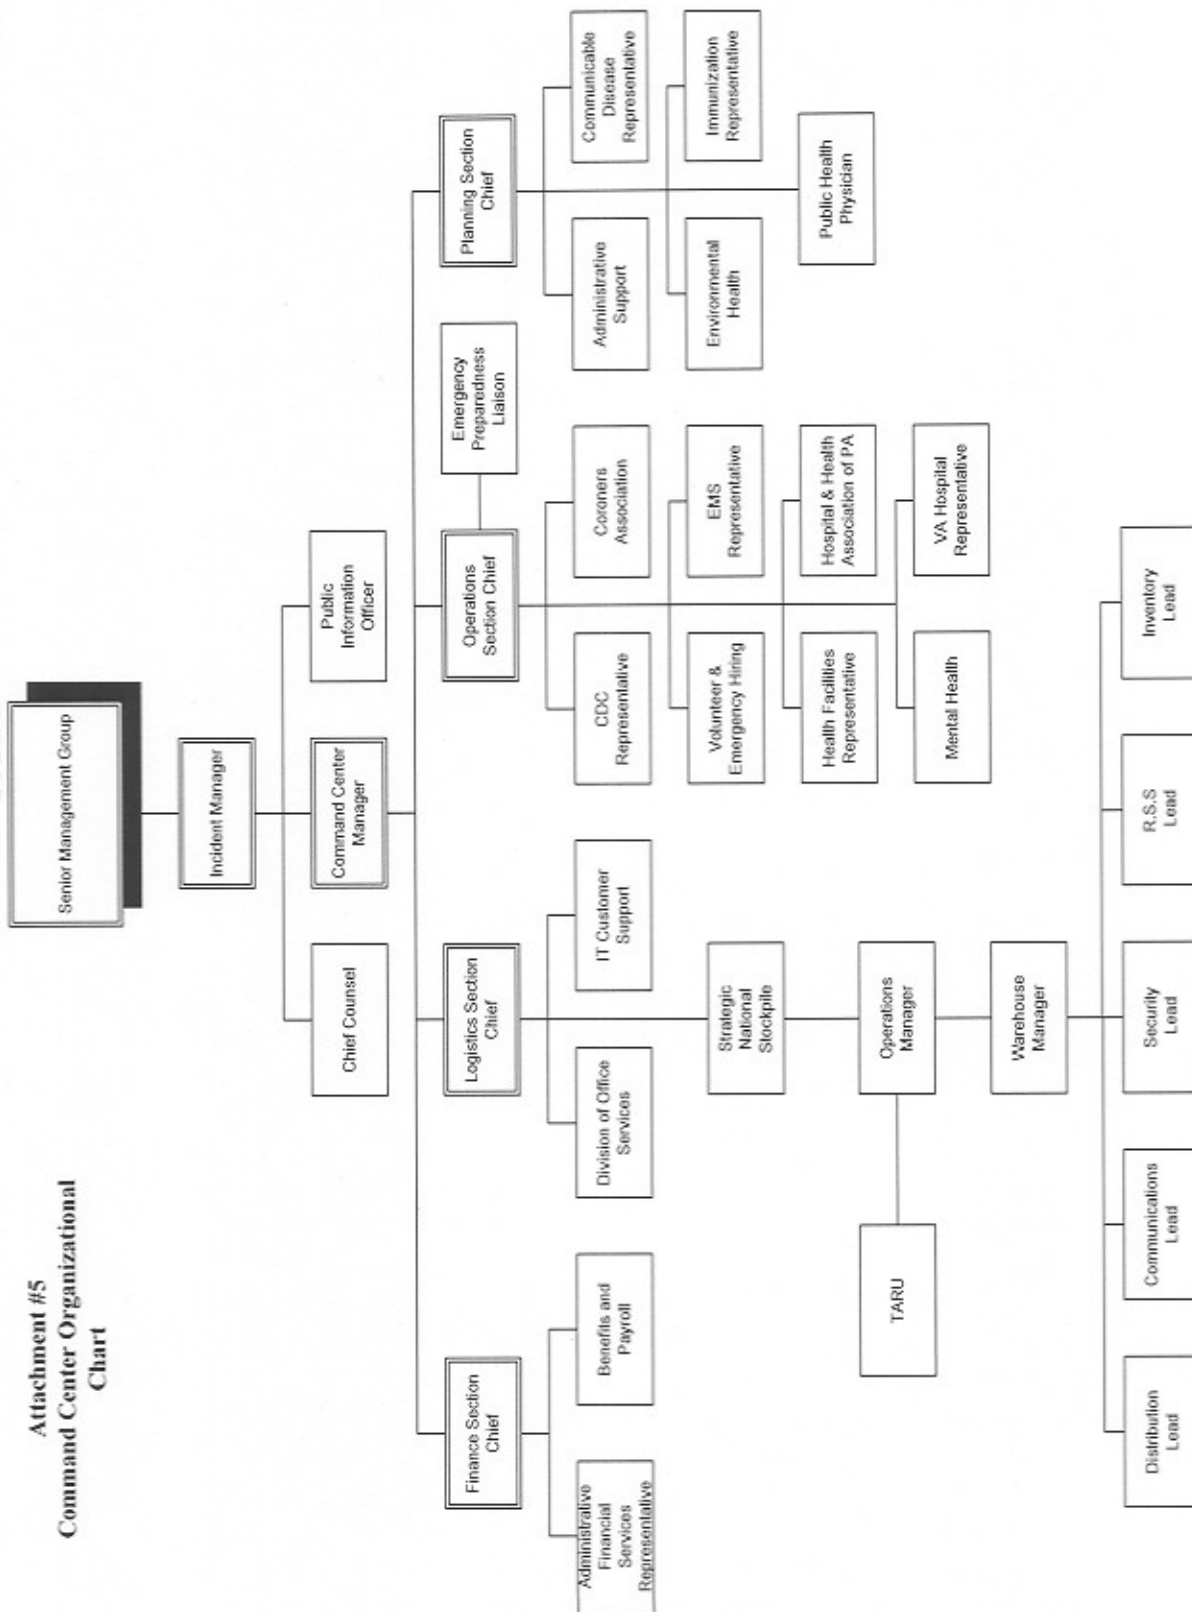 Attachment #5
Command Center Organizational
Chart
Senior Management Group
Incident Manager
Chief Counsel
Command Center
Manager
Public
Information
Officer
Finance Section
Chief
Logistics Section
Chief
Operations
Section Chief
Emergency
Preparedness
Liaison
Planning Section
Chief
Administrative
Financial
Services
Representative
Benefits and
Payroll
Division of Office
Services
IT Customer
Support
CDC
Representative
Coroners
Association
Administrative
Support
Communicable
Disease
Representative
Strategic
National
Stockpile
Volunteer &
Emergency Hiring
EMS
Representative
Environmental
Health
Immunization
Representative
Health Facilities
Representative
Hospital & Health
Association of PA
Public Health
Physician
TARU
Operations
Manager
Mental Health
VA Hospital
Representative
Warehouse
Manager
Distribution
Lead
Communications
Lead
Security
Lead
R.S.S
Lead
Inventory
Lead